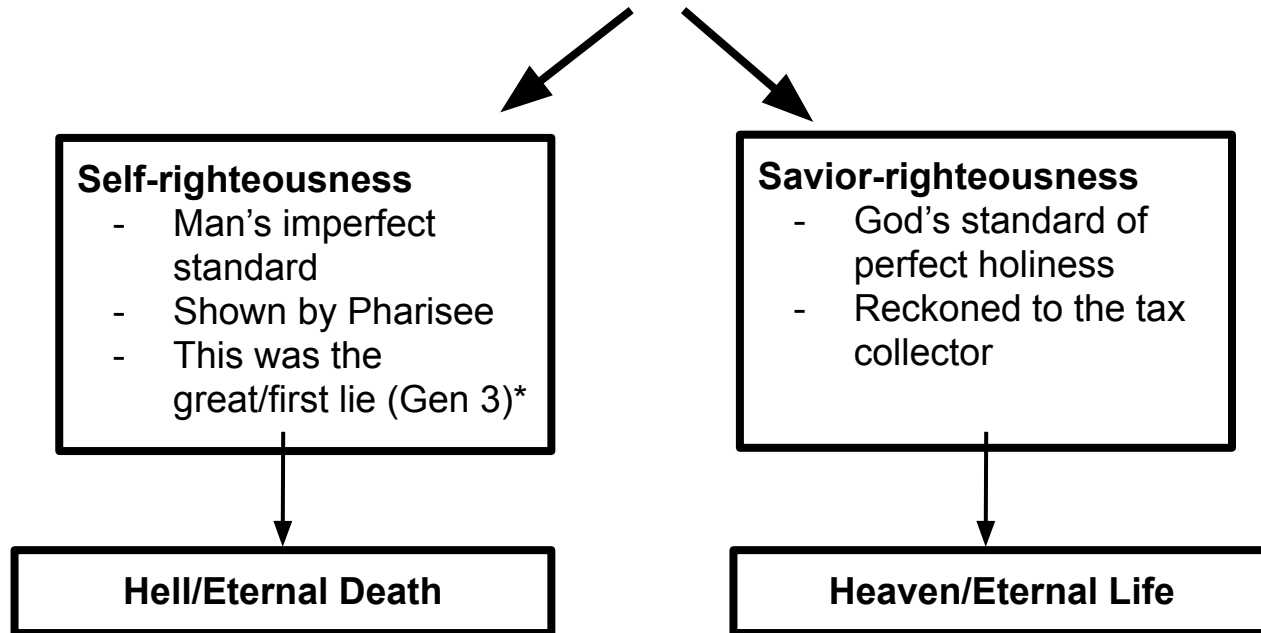 Self-righteousness
- Man’s imperfect
standard
- Shown by Pharisee
- This was the
great/first lie (Gen 3)*
Savior-righteousness
- God’s standard of
perfect holiness
- Reckoned to the tax
collector
Hell/Eternal Death
Heaven/Eternal Life